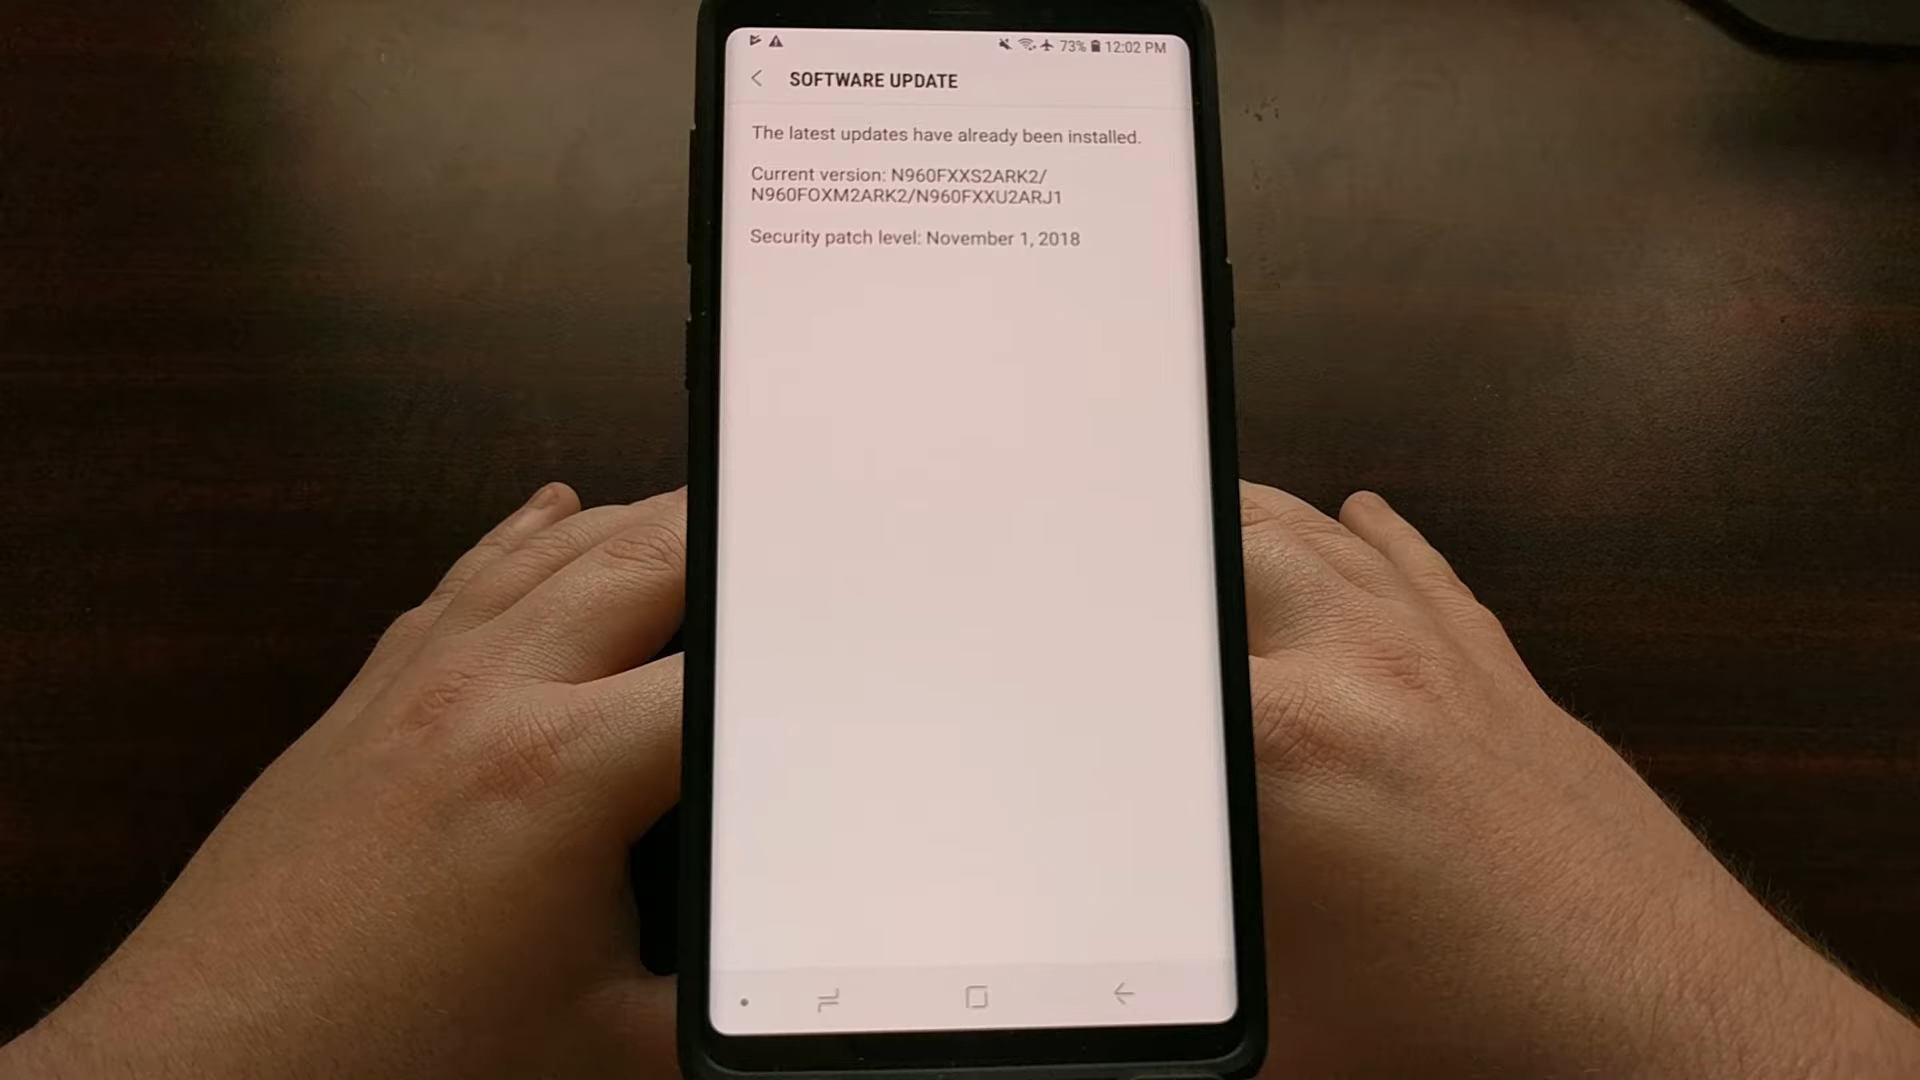 73% 12:02 PM
SOFTWARE UPDATE
The latest updates have already been installed.
Current version: N960FXXS2ARK2/
N960FOXM2ARK2/N960FXXU2ARJ1
Security patch level: November 1, 2018